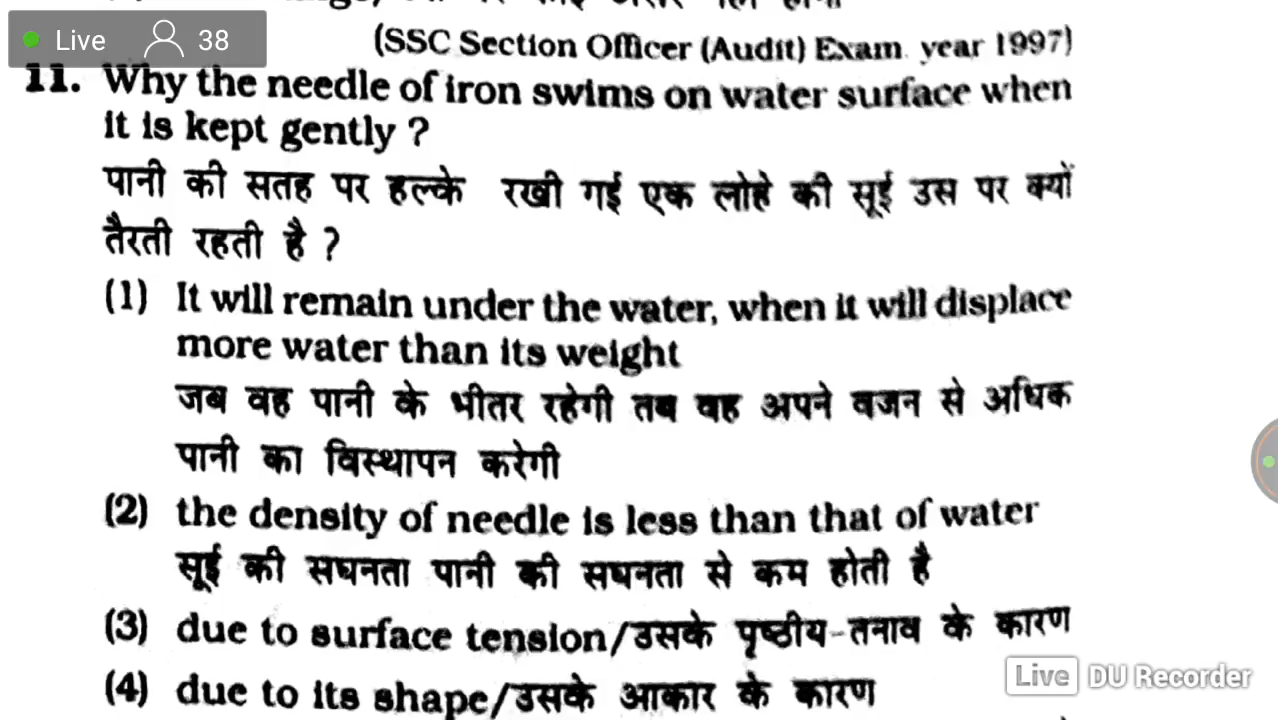 Live 38
(SSC Section Officer (Audit) Exam. year 1997)
11. Why the needle of iron swims on water surface when
it is kept gently ?
पानी की सतह पर हल्के रखी गई एक लोहे की सूई उस पर क्यों
तैरती रहती है ?
(1) It will remain under the water, when it will displace
more water than its weight
जब वह पानी के भीतर रहेगी तब वह अपने वजन से अधिक
पानी का विस्थापन करेगी
(2) the density of needle is less than that of water
सूई की सघनता पानी की सघनता से कम होती है
(3) due to surface tension/उसके पृष्ठीय-तनाव के कारण
(4) due to its shape/उसके आकार के कारण
Live DU Recorder